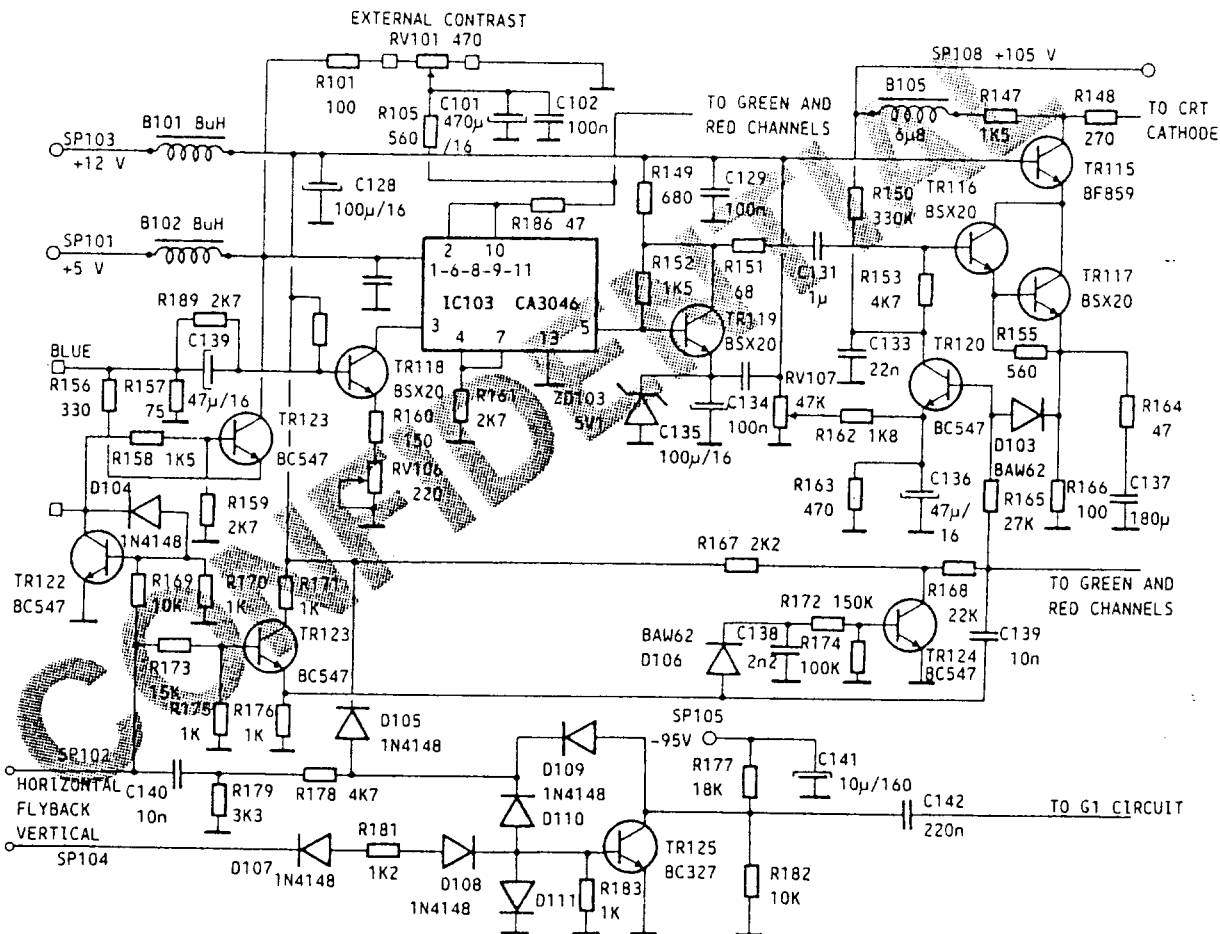 EXTERNAL CONTRAST
RV101 470
R101
100
R105
560
C101
470µ
/16
C102
100n
TO GREEN AND
RED CHANNELS
SP108 +105 V
B105
6µ8
R147
1K5
R148
270
TO CRT
CATHODE
SP103
+12 V
B101 8uH
C128
100µ/16
R186 47
R149
680
C129
100n
R150
330K
TR116
BSX20
TR115
BF859
SP101
+5 V
B102 8uH
2
10
1-6-8-9-11
IC103 CA3046
3
4
7
13
5
R152
1K5
R151
68
C131
1µ
R153
4K7
TR117
BSX20
R189 2K7
C139
47µ/16
BLUE
R156
330
R157
75
TR118
BSX20
R160
150
RV106
220
R161
2K7
ZD103
5V1
TR119
BSX20
C134
100n
C135
100µ/16
RV107
47K
C133
22n
TR120
BC547
R155
560
R162 1K8
D103
BAW62
R164
47
TR123
BC547
R158 1K5
R159
2K7
R163
470
C136
47µ/
16
R165
27K
R166
100
C137
180µ
D104
1N4148
TR122
BC547
R169
10K
R170
1K
R171
1K
R167 2K2
R168
22K
TO GREEN AND
RED CHANNELS
R173
15K
TR123
BC547
R175
1K
R176
1K
BAW62
D106
C138
2n2
R172 150K
R174
100K
TR124
BC547
C139
10n
D105
1N4148
SP105
-95V
SP102
HORIZONTAL
FLYBACK
C140
10n
R179
3K3
R178 4K7
D109
1N4148
D110
R177
18K
C141
10µ/160
C142
220n
TO G1 CIRCUIT
VERTICAL
SP104
D107
1N4148
R181
1K2
D108
1N4148
D111
R183
1K
TR125
BC327
R182
10K
CONFIDENTIAL